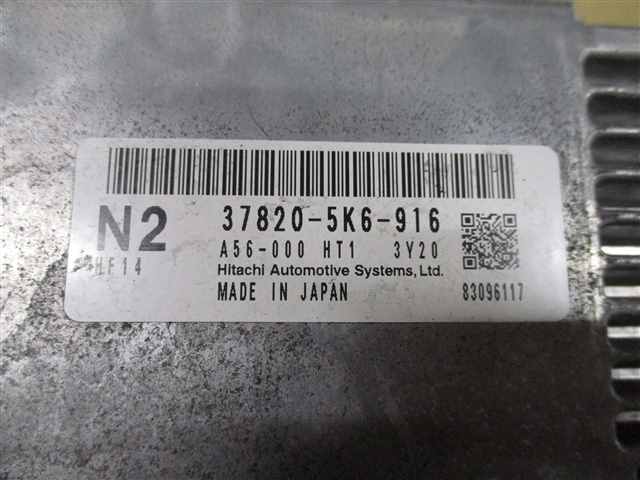 N2
37820-5K6-916
A56-000 HT1 3Y20
HF14
Hitachi Automotive Systems, Ltd.
MADE IN JAPAN
83096117